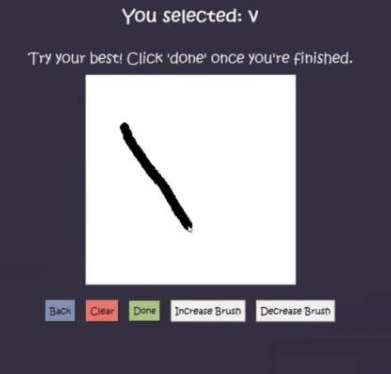 You selected: V
Try your best! Click 'done' once you're finished.
Back Clear Done Increase Brush Decrease Brush